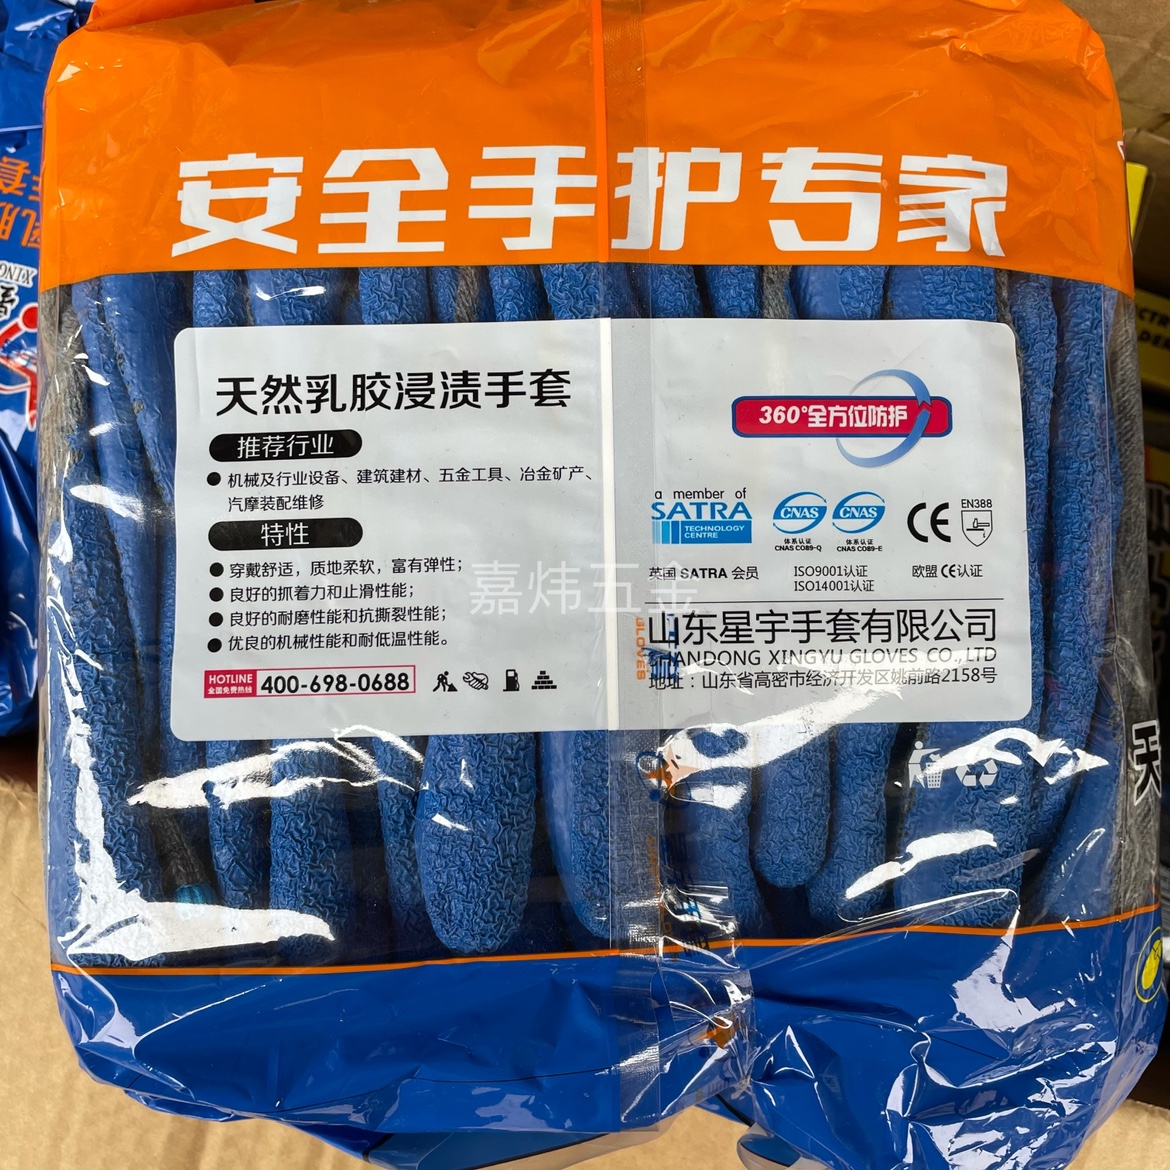 安全手护专家
天然乳胶浸渍手套
推荐行业
机械及行业设备、建筑建材、五金工具、冶金矿产、
汽摩装配维修
特性
穿戴舒适，质地柔软，富有弹性；
良好的抓着力和止滑性能；
良好的耐磨性能和抗撕裂性能；
优良的机械性能和耐低温性能。
HOTLINE
全国免费热线
400-698-0688
360°全方位防护
a member of
SATRA
TECHNOLOGY
CENTRE
英国 SATRA 会员
CNAS
体系认证
CNAS C089-Q
CNAS
体系认证
CNAS C089-E
ISO9001认证
ISO14001认证
CE
EN388
欧盟 CE 认证
山东星宇手套有限公司
SHANDONG XINGYU GLOVES CO.,LTD
地址：山东省高密市经济开发区姚前路2158号
GLOVES
嘉炜五金
天
XING